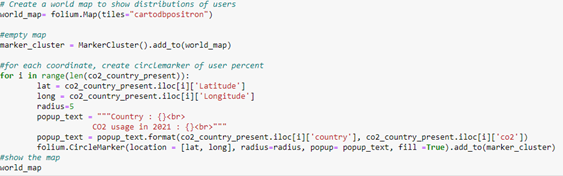 # Create a world map to show distributions of users
world_map= folium.Map(tiles="cartodbpositron")
#empty map
marker_cluster = MarkerCluster().add_to(world_map)
#for each coordinate, create circlemarker of user percent
for i in range(len(co2_country_present)):
        lat = co2_country_present.iloc[i]['Latitude']
        long = co2_country_present.iloc[i]['Longitude']
        radius=5
        popup_text = """Country : {}<br>
                    CO2 usage in 2021 : {}<br>"""
        popup_text = popup_text.format(co2_country_present.iloc[i]['country'], co2_country_present.iloc[i]['co2'])
        folium.CircleMarker(location = [lat, long], radius=radius, popup= popup_text, fill =True).add_to(marker_cluster)
#show the map
world_map